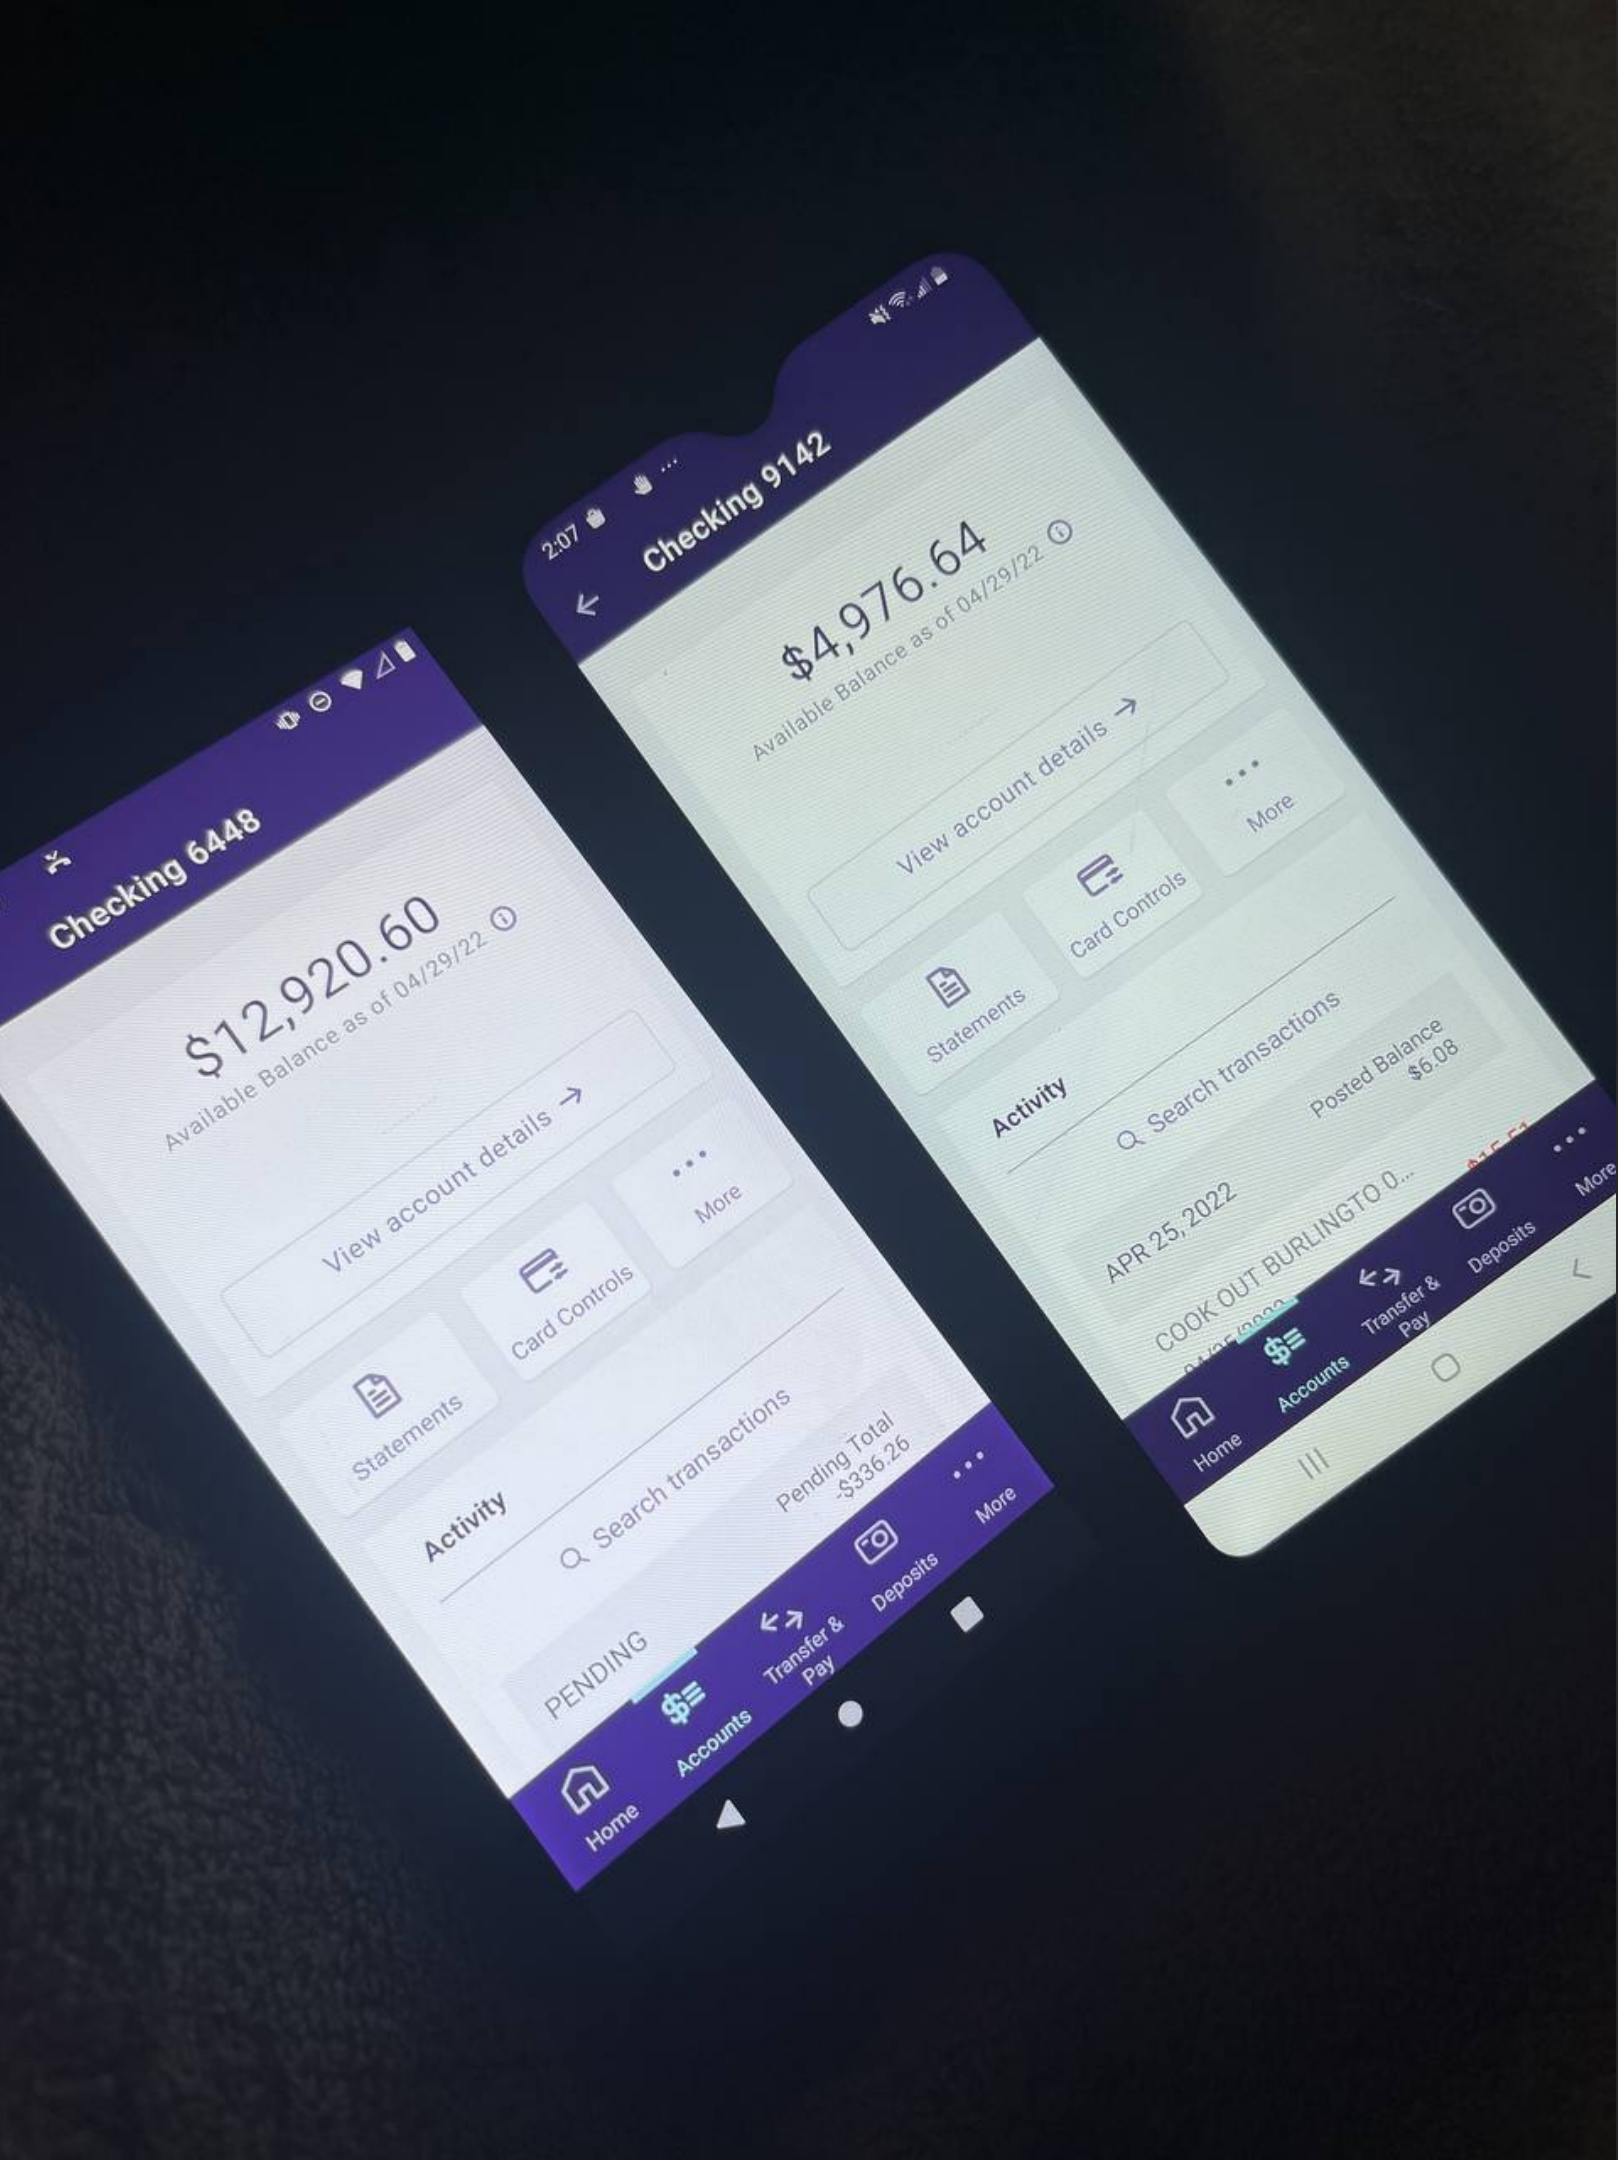 Checking 6448
$12,920.60
Available Balance as of 04/29/22
View account details
Statements
Card Controls
More
Activity
Search transactions
Pending Total
-$336.26
PENDING
Home
Accounts
Transfer &
Pay
Deposits
More
2:07
Checking 9142
$4,976.64
Available Balance as of 04/29/22
View account details
Statements
Card Controls
More
Activity
Search transactions
Posted Balance
$6.08
APR 25, 2022
COOK OUT BURLINGTO 0...
Home
Accounts
Transfer &
Pay
Deposits
More